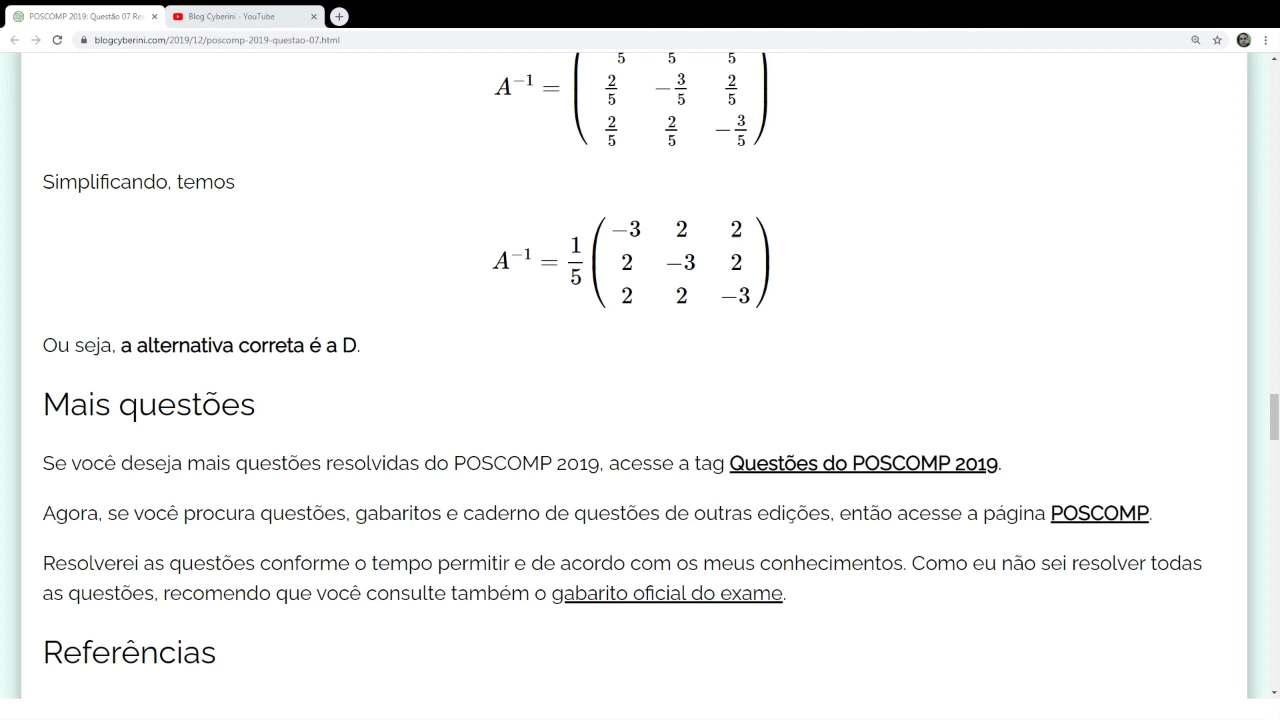 POSCOMP 2019: Questão 07 Res
Blog Cyberini - YouTube
blogcyberini.com/2019/12/poscomp-2019-questao-07.html
5 5 5
A⁻¹ = ( 2/5 −3/5 2/5
2/5 2/5 −3/5 )
Simplificando, temos
A⁻¹ = 1/5 ( −3 2 2
2 −3 2
2 2 −3 )
Ou seja, a alternativa correta é a D.
Mais questões
Se você deseja mais questões resolvidas do POSCOMP 2019, acesse a tag Questões do POSCOMP 2019.
Agora, se você procura questões, gabaritos e caderno de questões de outras edições, então acesse a página POSCOMP.
Resolverei as questões conforme o tempo permitir e de acordo com os meus conhecimentos. Como eu não sei resolver todas
as questões, recomendo que você consulte também o gabarito oficial do exame.
Referências